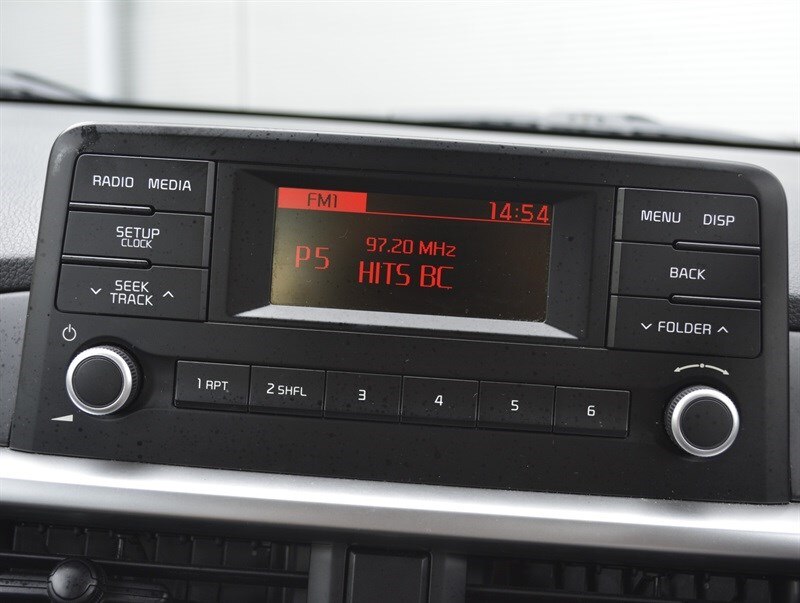 RADIO MEDIA
SETUP
CLOCK
SEEK
TRACK
FM1
14:54
P5
97.20 MHz
HITS BC
MENU DISP
BACK
FOLDER
1 RPT
2 SHFL
3
4
5
6